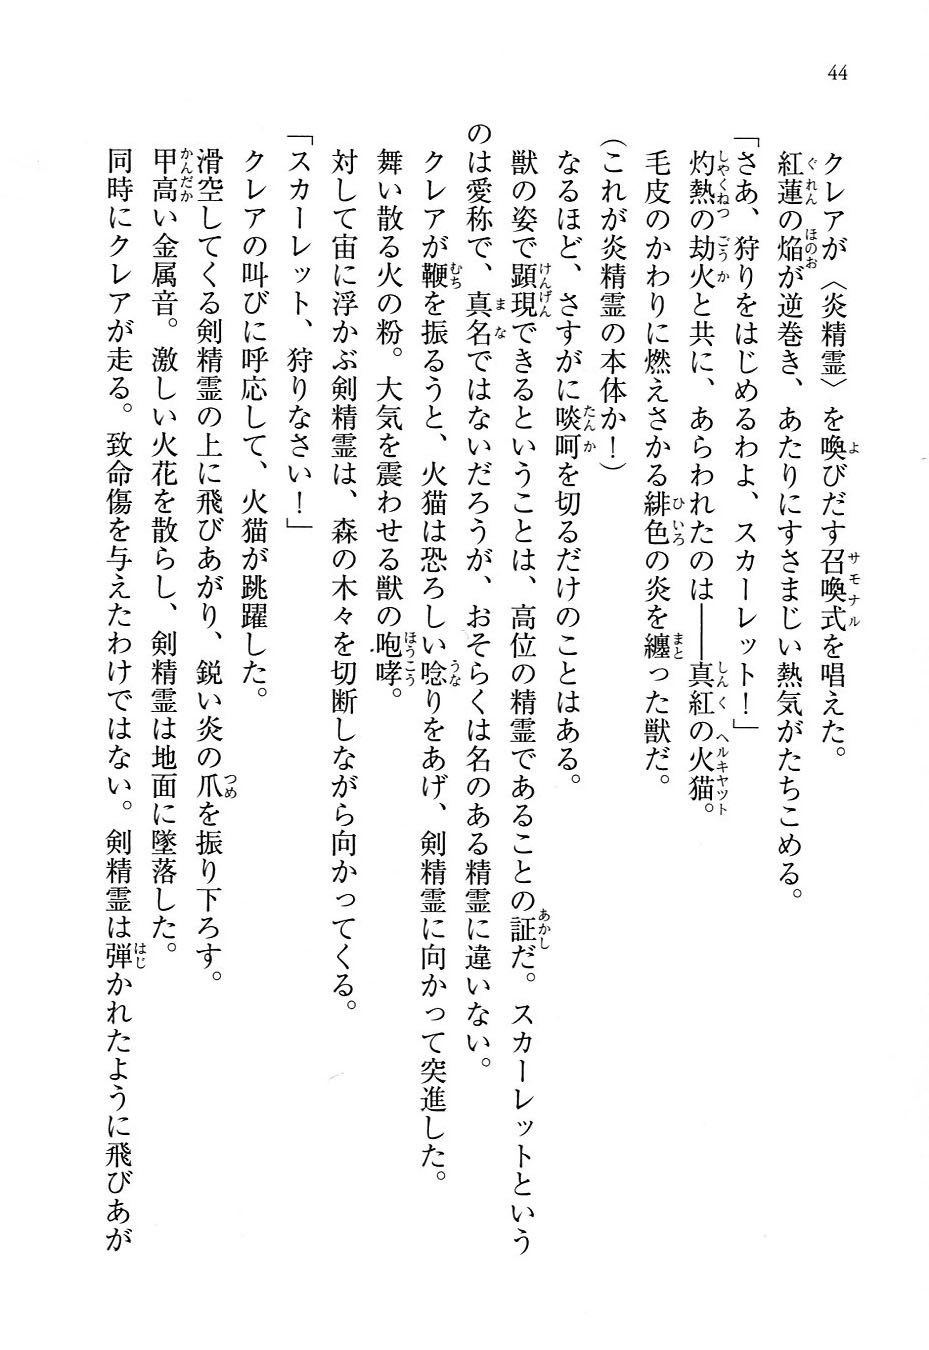 44
クレアが〈炎精霊〉を喚びだす召喚式を唱えた。
紅蓮の焔が逆巻き、あたりにすさまじい熱気がたちこめる。
「さあ、狩りをはじめるわよ、スカーレット！」
灼熱の劫火と共に、あらわれたのは――真紅の火猫。
毛皮のかわりに燃えさかる緋色の炎を纏った獣だ。
（これが炎精霊の本体か！）
なるほど、さすがに啖呵を切るだけのことはある。
獣の姿で顕現できるということは、高位の精霊であることの証だ。スカーレットという
のは愛称で、真名ではないだろうが、おそらくは名のある精霊に違いない。
クレアが鞭を振るうと、火猫は恐ろしい唸りをあげ、剣精霊に向かって突進した。
舞い散る火の粉。大気を震わせる獣の咆哮。
対して宙に浮かぶ剣精霊は、森の木々を切断しながら向かってくる。
「スカーレット、狩りなさい！」
クレアの叫びに呼応して、火猫が跳躍した。
滑空してくる剣精霊の上に飛びあがり、鋭い炎の爪を振り下ろす。
甲高い金属音。激しい火花を散らし、剣精霊は地面に墜落した。
同時にクレアが走る。致命傷を与えたわけではない。剣精霊は弾かれたように飛びあが